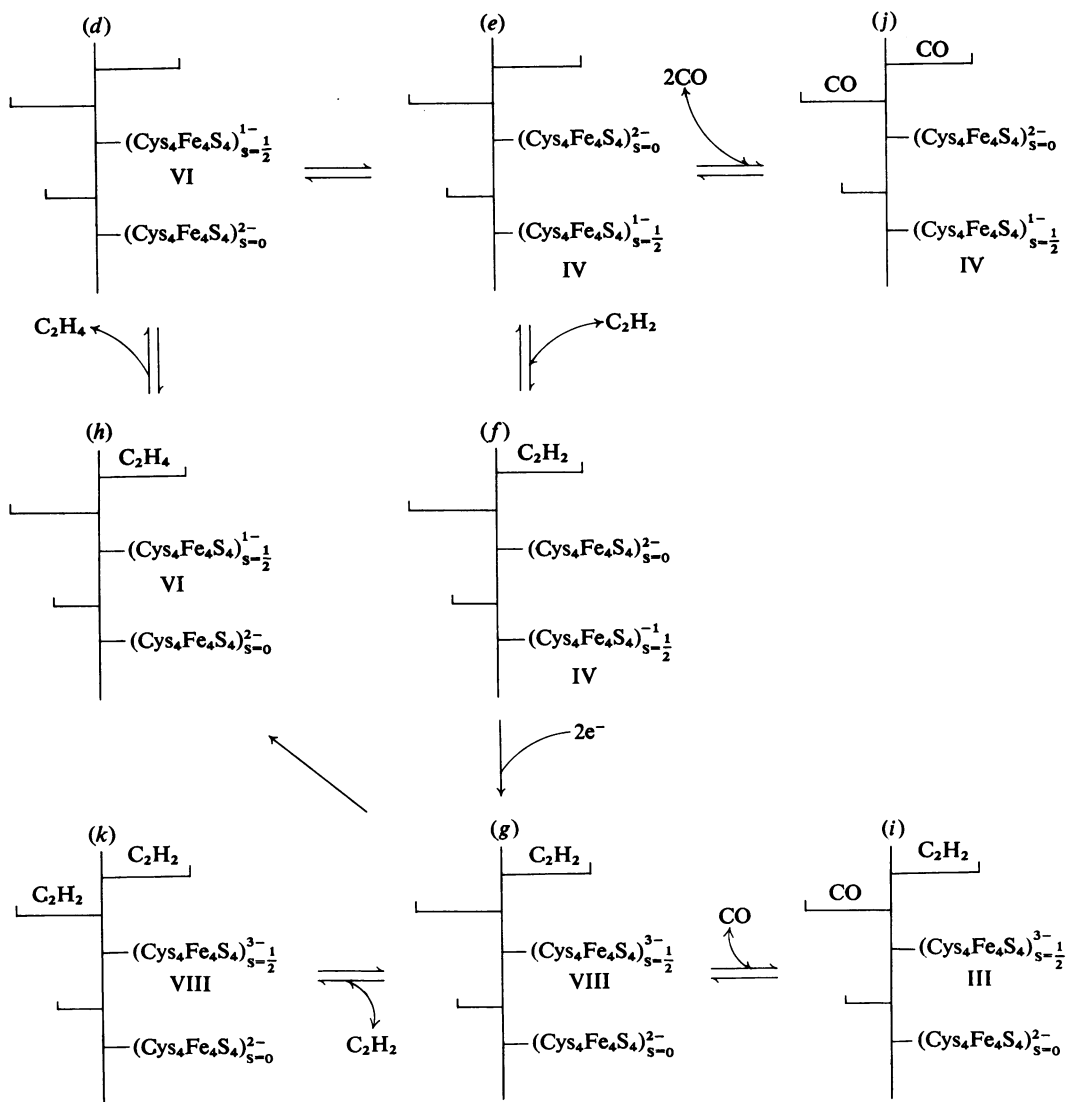 (d)
(Cys₄Fe₄S₄)¹⁻ s=½
VI
(Cys₄Fe₄S₄)²⁻ s=0
(e)
(Cys₄Fe₄S₄)²⁻ s=0
(Cys₄Fe₄S₄)¹⁻ s=½
IV
2CO
(j)
CO
CO
(Cys₄Fe₄S₄)²⁻ s=0
(Cys₄Fe₄S₄)¹⁻ s=½
IV
C₂H₄
C₂H₂
(h)
C₂H₄
(Cys₄Fe₄S₄)¹⁻ s=½
VI
(Cys₄Fe₄S₄)²⁻ s=0
(f)
C₂H₂
(Cys₄Fe₄S₄)²⁻ s=0
(Cys₄Fe₄S₄)⁻¹ s=½
IV
2e⁻
(k)
C₂H₂
C₂H₂
(Cys₄Fe₄S₄)³⁻ s=½
VIII
(Cys₄Fe₄S₄)²⁻ s=0
C₂H₂
(g)
C₂H₂
(Cys₄Fe₄S₄)³⁻ s=½
VIII
(Cys₄Fe₄S₄)²⁻ s=0
CO
(i)
C₂H₂
CO
(Cys₄Fe₄S₄)³⁻ s=½
III
(Cys₄Fe₄S₄)²⁻ s=0